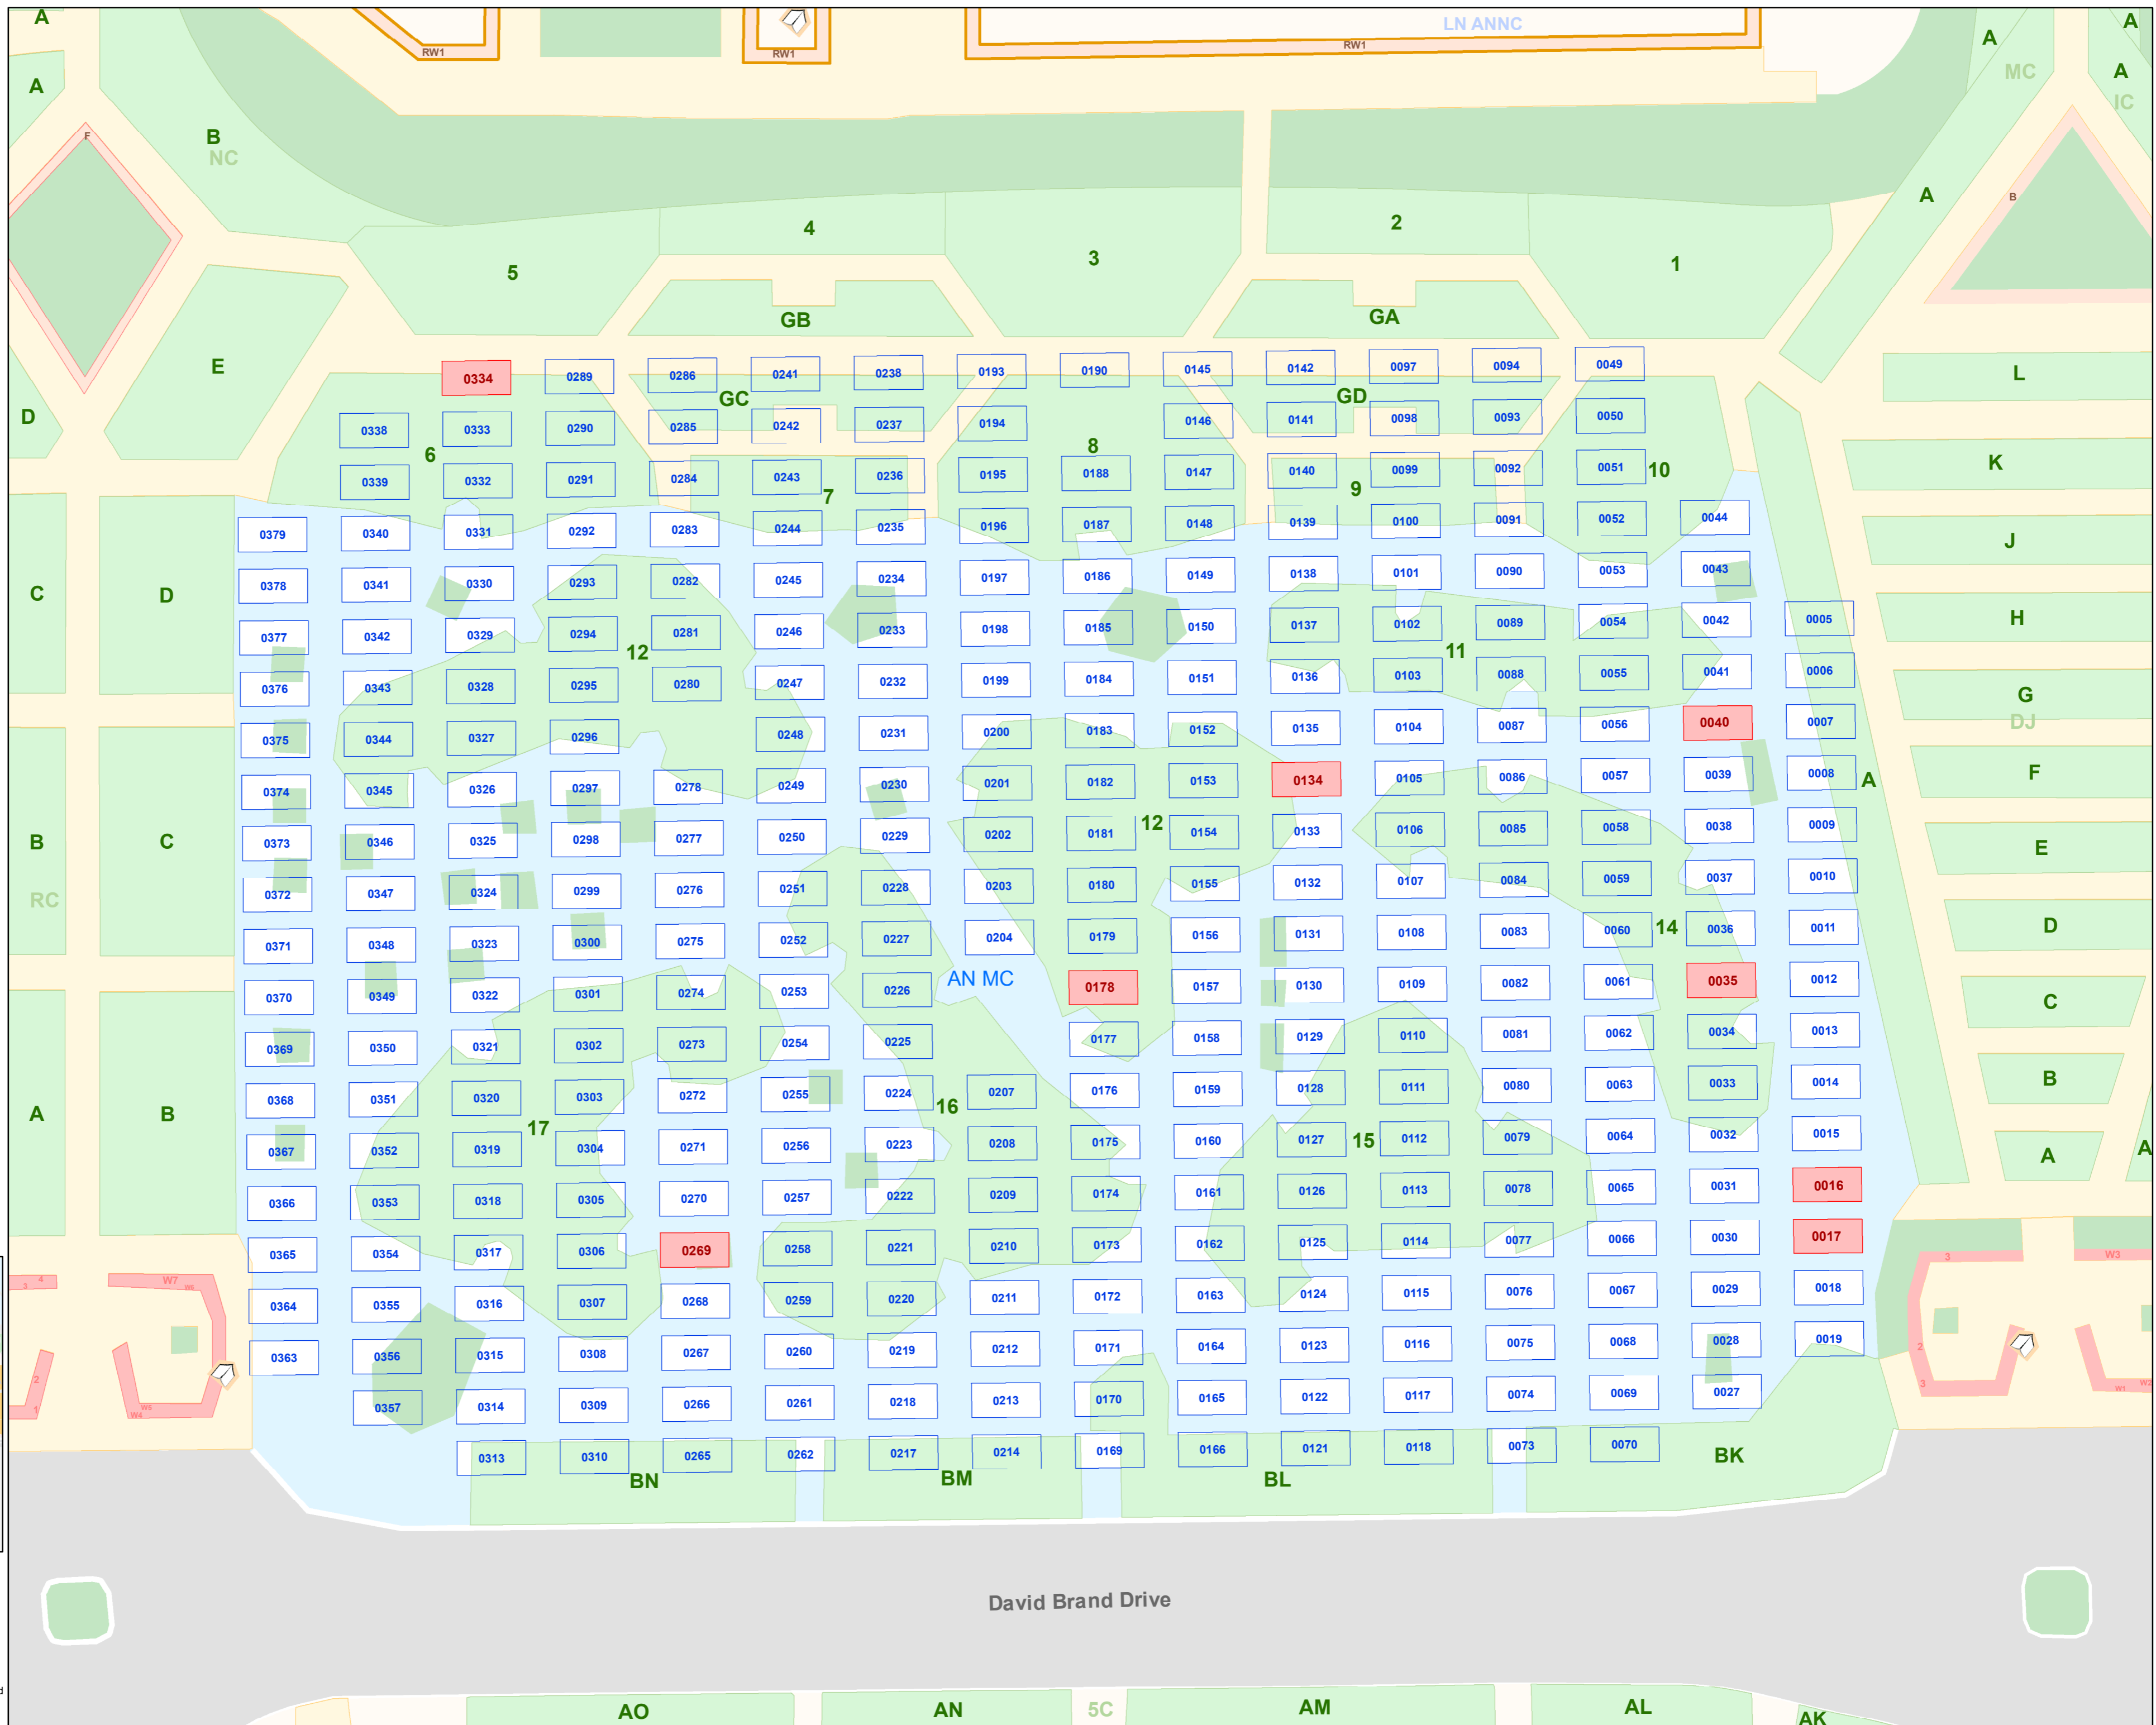 A LN ANNC A
RW1 RW1 RW1 A
A MC A
IC
F B
NC
B A
4 2
5 3 1
GB GA
E
0334 0289 0286 0241 0238 0193 0190 0145 0142 0097 0094 0049 L
GC GD
D 0338 0333 0290 0285 0242 0237 0194 0146 0141 0098 0093 0050
6 8 K
0339 0332 0291 0284 0243 0236 0195 0188 0147 0140 0099 0092 0051 10
7 9
0379 0340 0331 0292 0283 0244 0235 0196 0187 0148 0139 0100 0091 0052 0044
J
C D 0378 0341 0330 0293 0282 0245 0234 0197 0186 0149 0138 0101 0090 0053 0043
0377 0342 0329 0294 0281 0246 0233 0198 0185 0150 0137 0102 0089 0054 0042 0005 H
12 11
0376 0343 0328 0295 0280 0247 0232 0199 0184 0151 0136 0103 0088 0055 0041 0006
G
0375 0344 0327 0296 0248 0231 0200 0183 0152 0135 0104 0087 0056 0040 0007 DJ
0374 0345 0326 0297 0278 0249 0230 0201 0182 0153 0134 0105 0086 0057 0039 0008 A F
12
B C 0373 0346 0325 0298 0277 0250 0229 0202 0181 0154 0133 0106 0085 0058 0038 0009 E
RC 0372 0347 0324 0299 0276 0251 0228 0203 0180 0155 0132 0107 0084 0059 0037 0010
0371 0348 0323 0300 0275 0252 0227 0204 0179 0156 0131 0108 0083 0060 14 0036 0011 D
AN MC
0370 0349 0322 0301 0274 0253 0226 0178 0157 0130 0109 0082 0061 0035 0012 C
0369 0350 0321 0302 0273 0254 0225 0177 0158 0129 0110 0081 0062 0034 0013
0368 0351 0320 0303 0272 0255 0224 0207 0176 0159 0128 0111 0080 0063 0033 0014 B
A B 17 16
0367 0352 0319 0304 0271 0256 0223 0208 0175 0160 0127 15 0112 0079 0064 0032 0015 A A
0366 0353 0318 0305 0270 0257 0222 0209 0174 0161 0126 0113 0078 0065 0031 0016
0365 0354 0317 0306 0269 0258 0221 0210 0173 0162 0125 0114 0077 0066 0030 0017 3 W3
3 4 W7 W6
0364 0355 0316 0307 0268 0259 0220 0211 0172 0163 0124 0115 0076 0067 0029 0018
0363 0356 0315 0308 0267 0260 0219 0212 0171 0164 0123 0116 0075 0068 0028 0019 2
2 3
1 W4 W5 0357 0314 0309 0266 0261 0218 0213 0170 0165 0122 0117 0074 0069 0027 W1 W2
0313 0310 0265 0262 0217 0214 0169 0166 0121 0118 0073 0070
BN BM BL BK
David Brand Drive
d
AO AN 5C AM AL AK